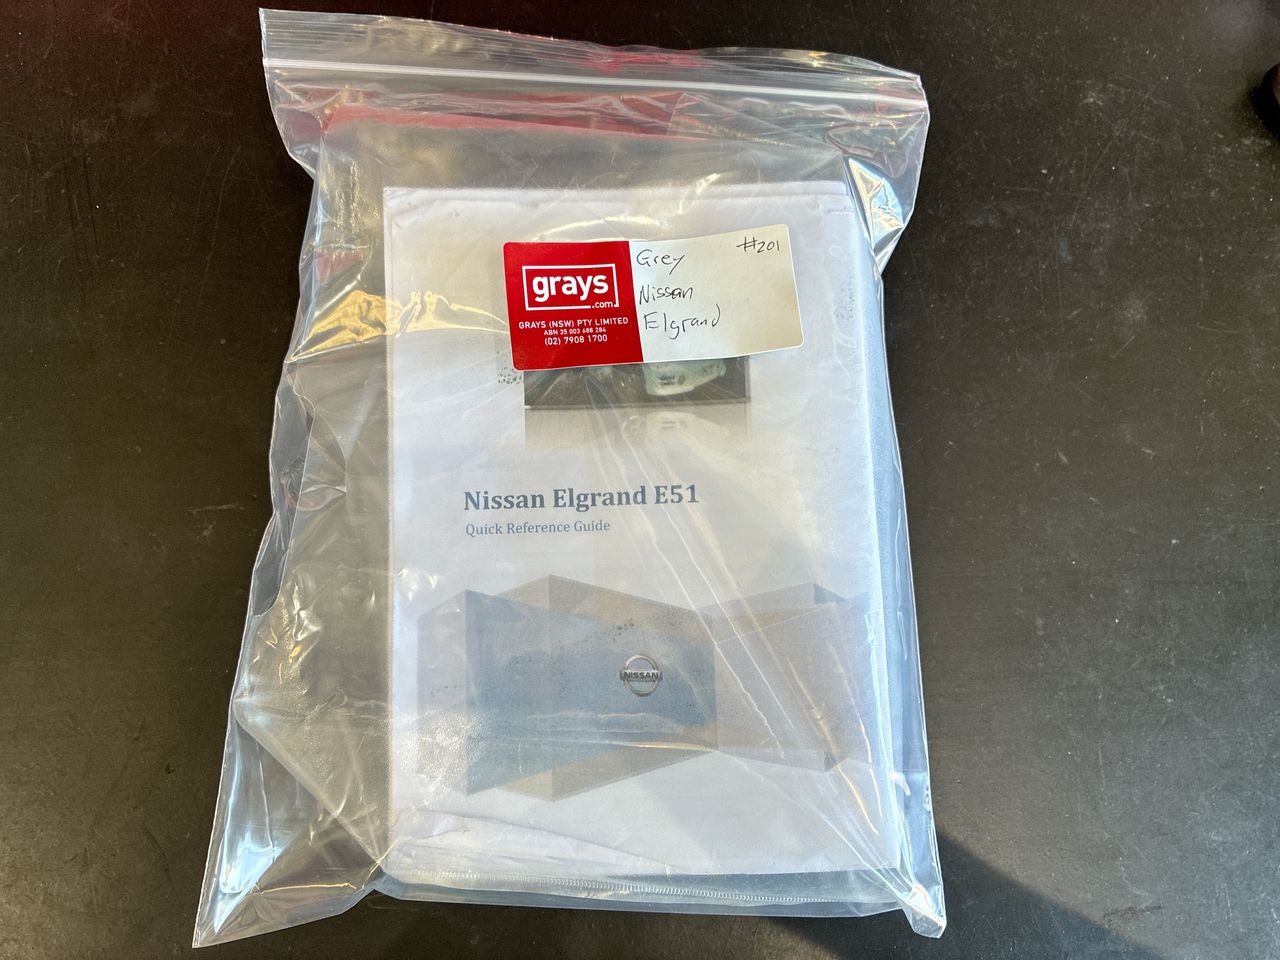 grays
.com
GRAYS (NSW) PTY LIMITED
ABN 35 003 688 284
(02) 7908 1700
#201
Grey
Nissan
Elgrand
Nissan Elgrand E51
Quick Reference Guide
NISSAN